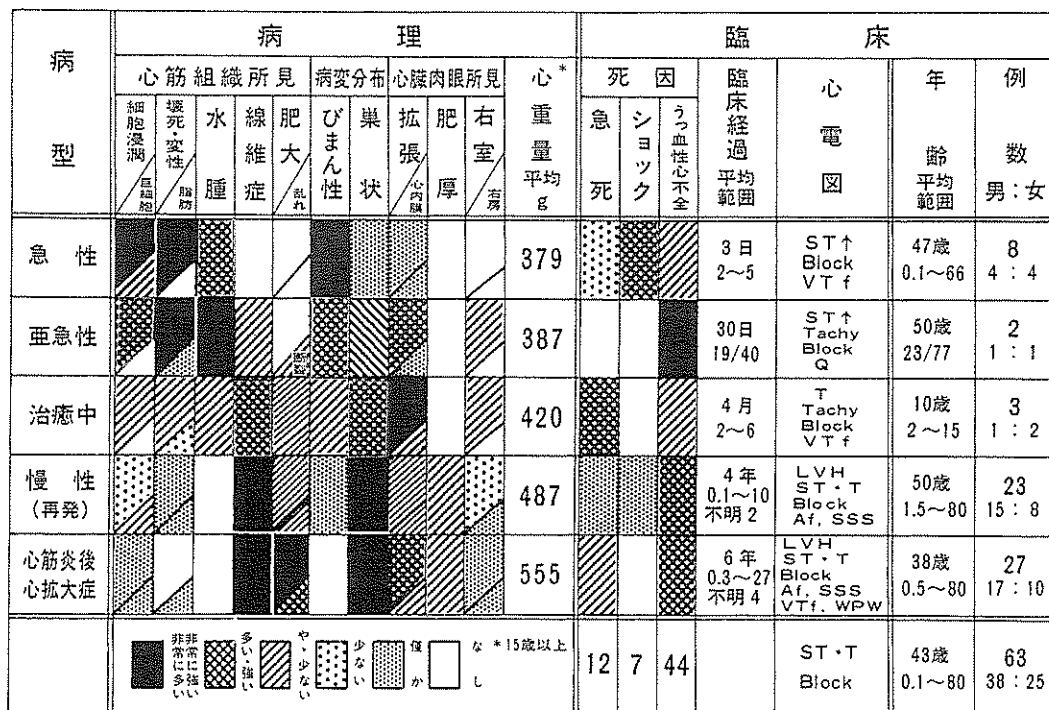 病型
病理
臨床
心筋組織所見
病変分布
心臓肉眼所見
心*重量 平均 g
死因
臨床経過 平均 範囲
心電図
年齢 平均 範囲
例数 男:女
細胞浸潤 巨細胞
壊死・変性 脂肪
水腫
線維症
肥大 乱れ
びまん性
巣状
拡張 心内膜
肥厚
右室 右房
急死
ショック
うっ血性心不全
急性
379
3日
2~5
ST↑
Block
VTf
47歳
0.1~66
8
4:4
亜急性
断裂
387
30日
19/40
ST↑
Tachy
Block
Q
50歳
23/77
2
1:1
治癒中
420
4月
2~6
T
Tachy
Block
VTf
10歳
2~15
3
1:2
慢性
(再発)
487
4年
0.1~10
不明2
LVH
ST・T
Block
Af, SSS
50歳
1.5~80
23
15:8
心筋炎後
心拡大症
555
6年
0.3~27
不明4
LVH
ST・T
Block
Af, SSS
VTf, WPW
38歳
0.5~80
27
17:10
非常に強い
非常に多い
多い・強い
やゝ少ない
少ない
僅か
なし
*15歳以上
12
7
44
ST・T
Block
43歳
0.1~80
63
38:25